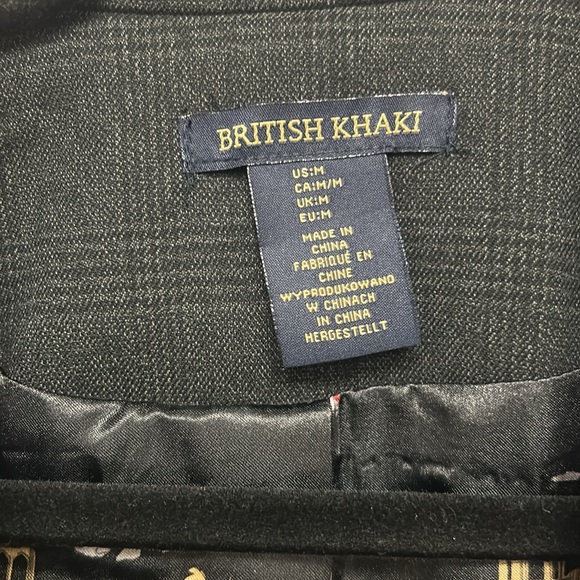 BRITISH KHAKI
US:M
CA:M/M
UK:M
EU:M
MADE IN
CHINA
FABRIQUÉ EN
CHINE
WYPRODUKOWANO
W CHINACH
IN CHINA
HERGESTELLT